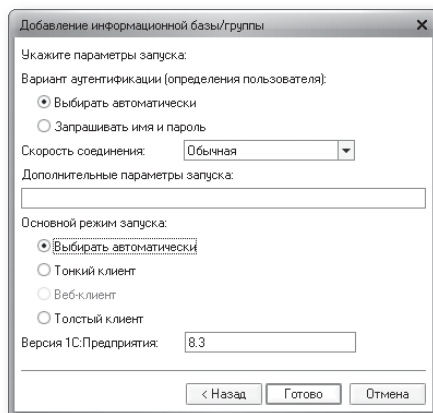 Добавление информационной базы/группы
Укажите параметры запуска:
Вариант аутентификации (определения пользователя):
Выбирать автоматически
Запрашивать имя и пароль
Скорость соединения: Обычная
Дополнительные параметры запуска:
Основной режим запуска:
Выбирать автоматически
Тонкий клиент
Веб-клиент
Толстый клиент
Версия 1С:Предприятия: 8.3
< Назад Готово Отмена